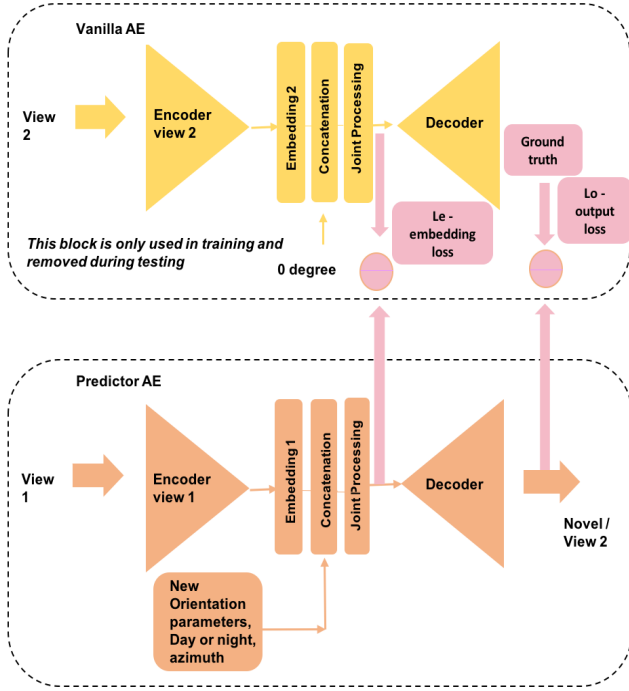 Vanilla AE
View
2
Encoder
view 2
Embedding 2
Concatenation
Joint Processing
Decoder
Ground
truth
Lo -
output
loss
Le -
embedding
loss
This block is only used in training and
removed during testing
0 degree
Predictor AE
View
1
Encoder
view 1
Embedding 1
Concatenation
Joint Processing
Decoder
Novel /
View 2
New
Orientation
parameters,
Day or night,
azimuth